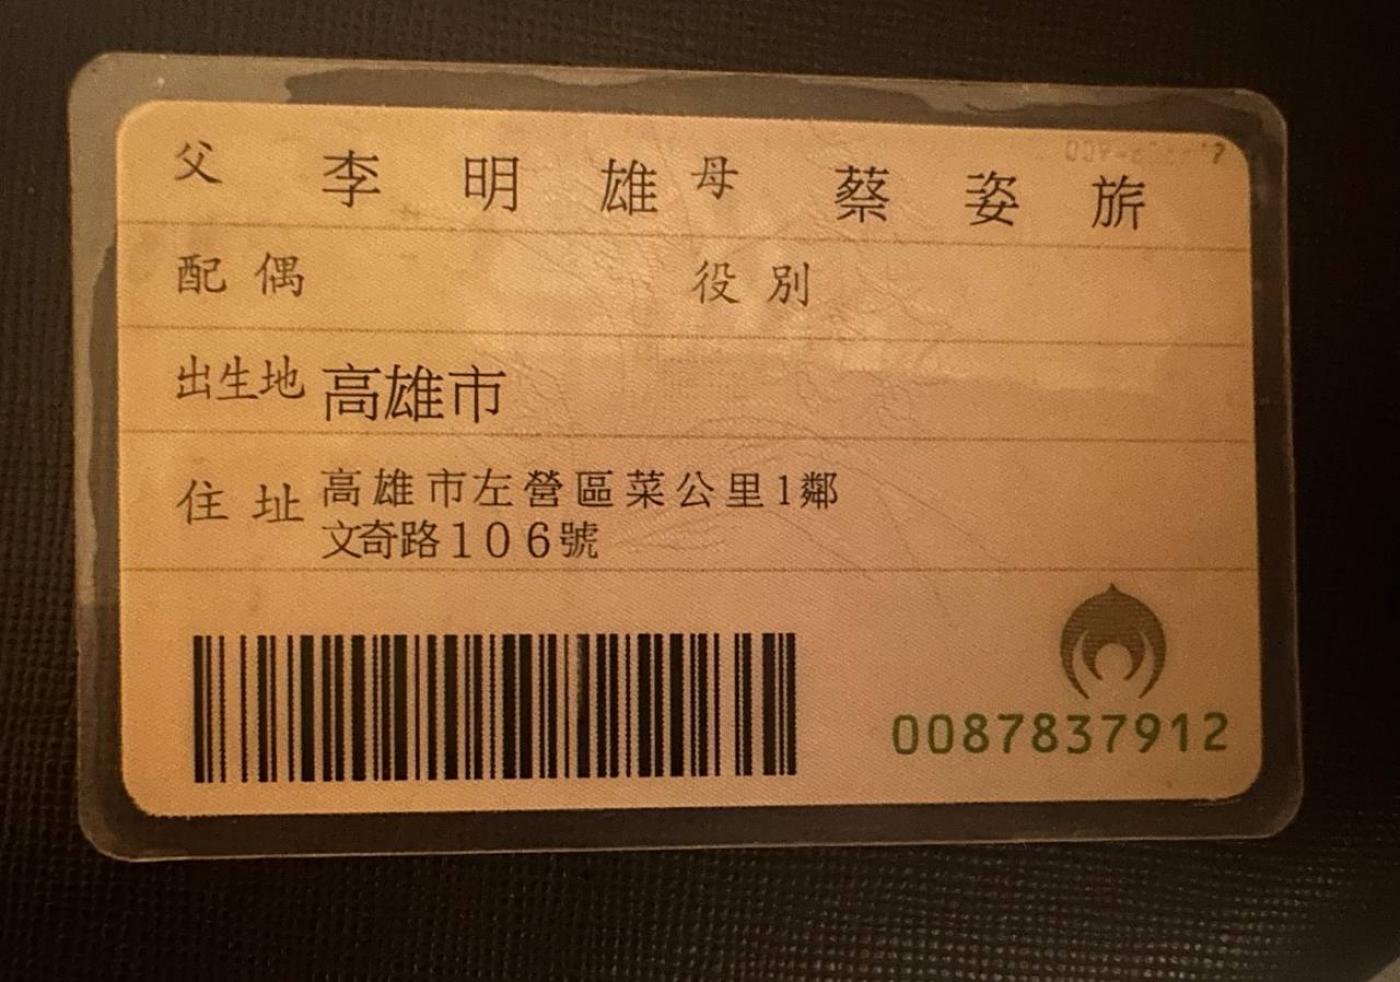 父 李明雄 母 蔡姿旂
配偶 役別
出生地 高雄市
住址 高雄市左營區菜公里1鄰
文奇路106號
0087837912